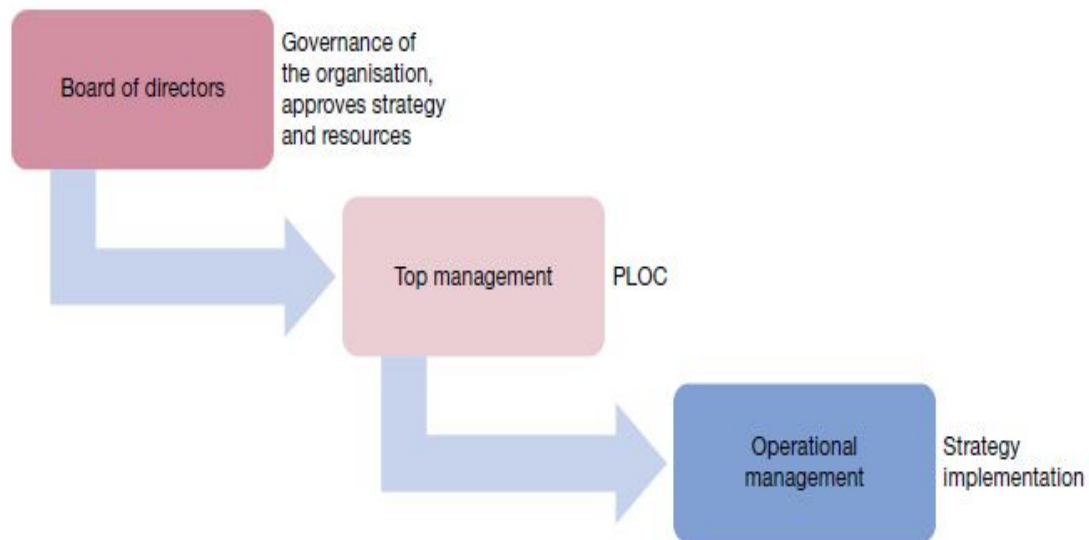 Board of directors
Governance of
the organisation,
approves strategy
and resources
Top management
PLOC
Operational
management
Strategy
implementation